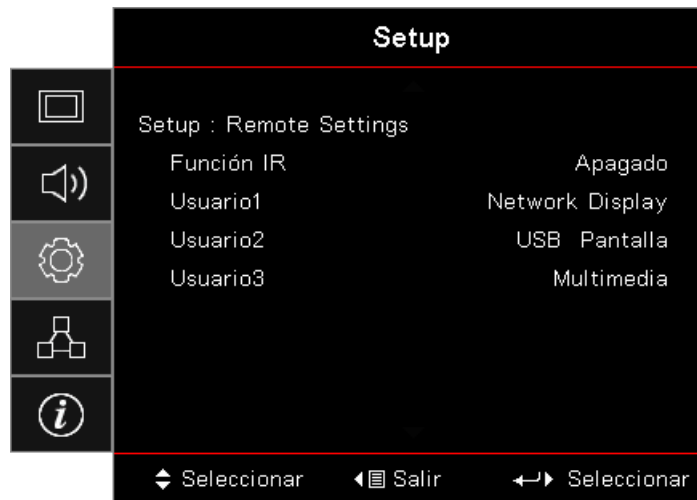 Setup
Setup : Remote Settings
Función IR Apagado
Usuario1 Network Display
Usuario2 USB Pantalla
Usuario3 Multimedia
Seleccionar Salir Seleccionar